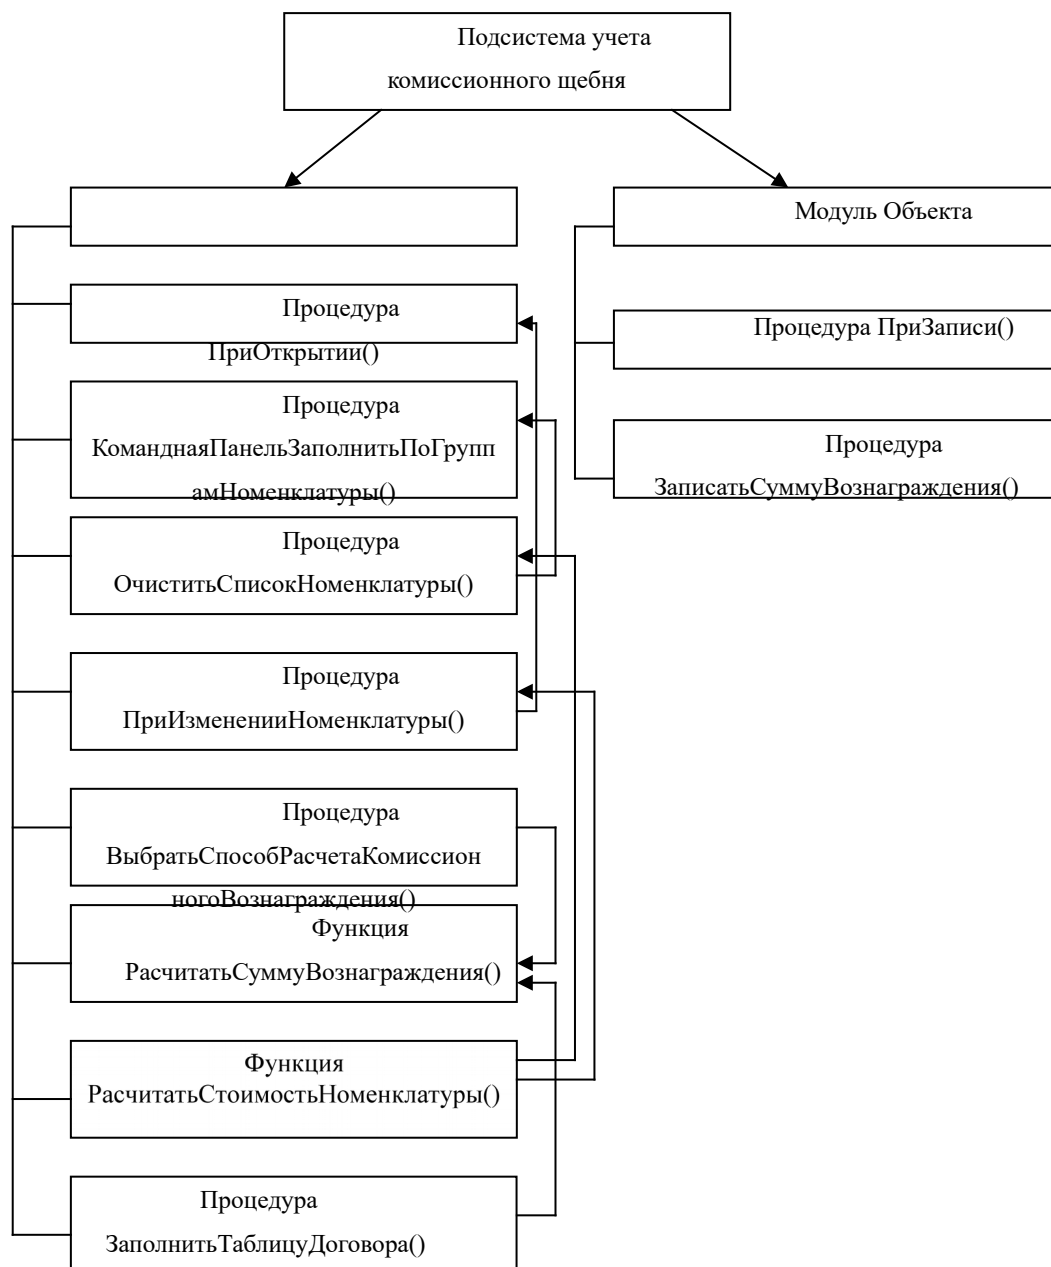 Подсистема учета
комиссионного щебня
Модуль Объекта
Процедура
ПриОткрытии()
Процедура ПриЗаписи()
Процедура
КоманднаяПанельЗаполнитьПоГрупп
амНоменклатуры()
Процедура
ЗаписатьСуммуВознаграждения()
Процедура
ОчиститьСписокНоменклатуры()
Процедура
ПриИзмененииНоменклатуры()
Процедура
ВыбратьСпособРасчетаКомиссион
ногоВознаграждения()
Функция
РасчитатьСуммуВознаграждения()
Функция
РасчитатьСтоимостьНоменклатуры()
Процедура
ЗаполнитьТаблицуДоговора()